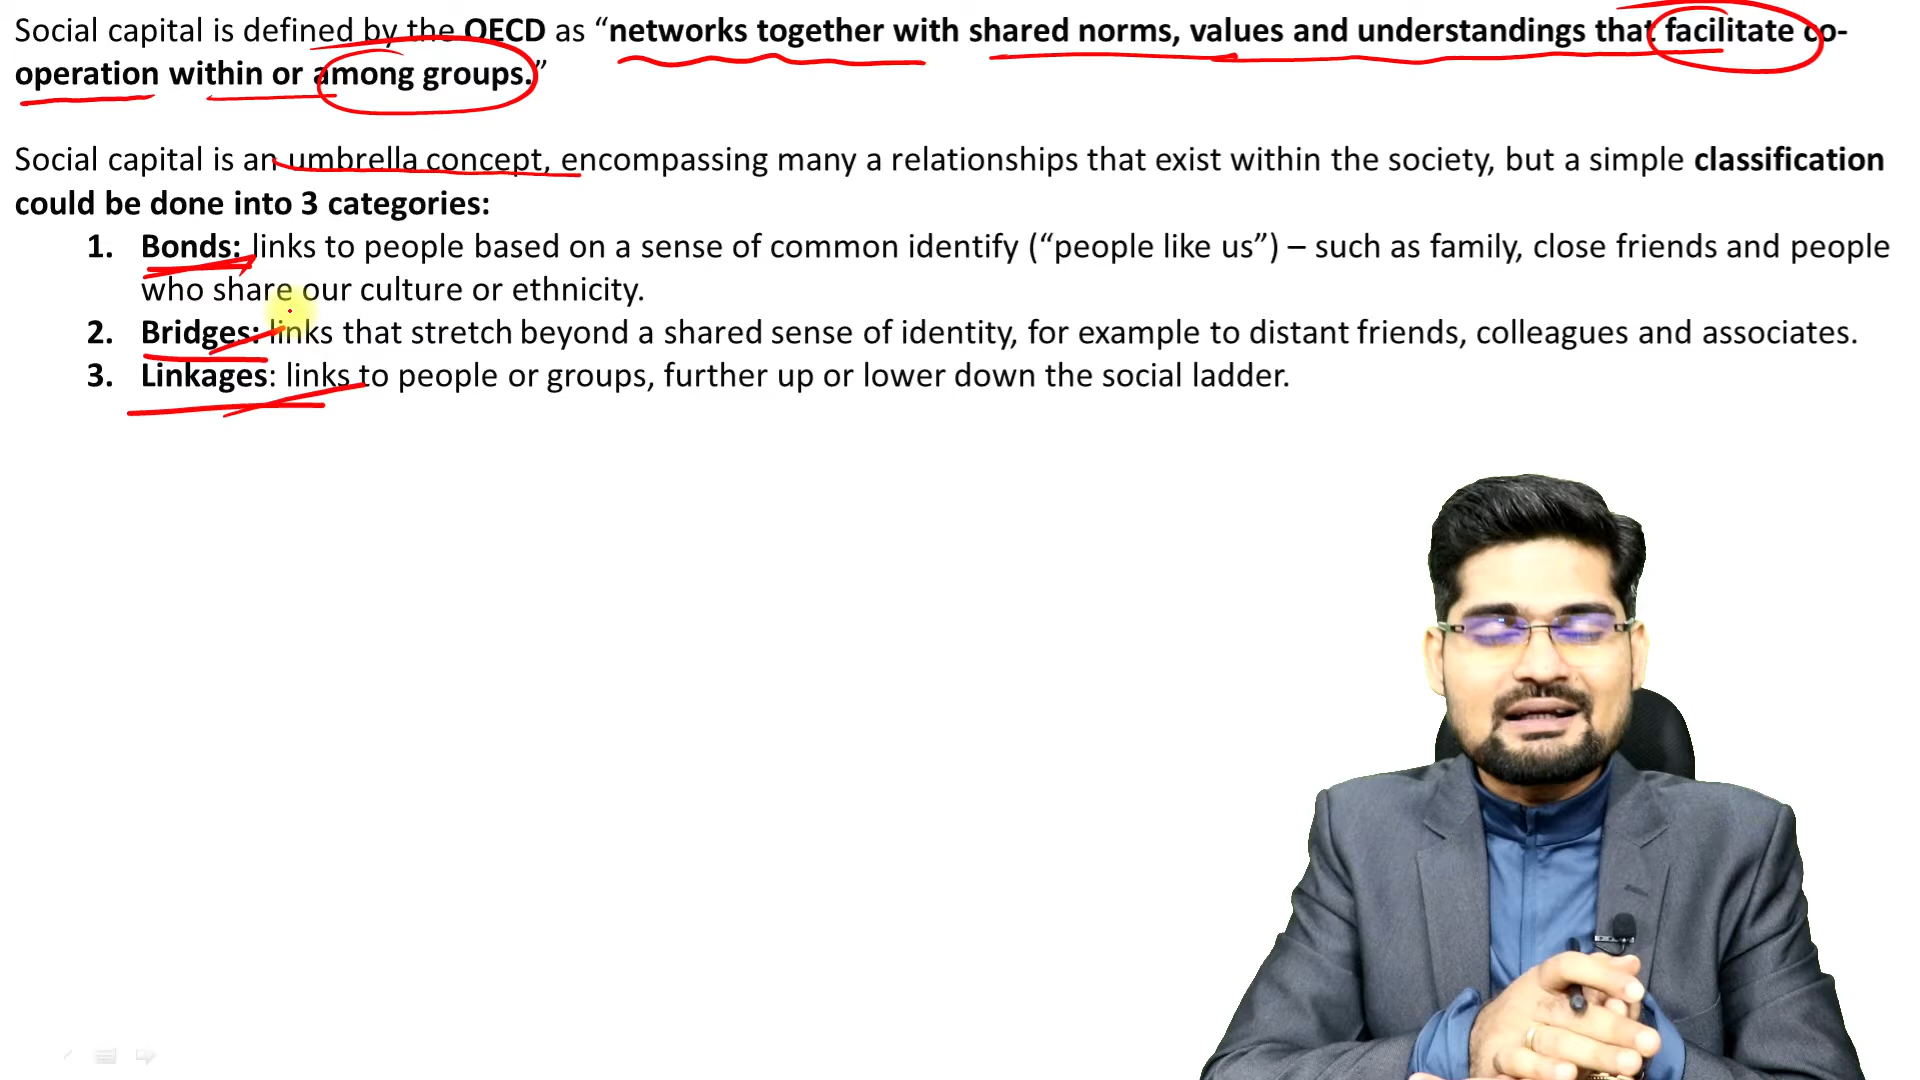 Social capital is defined by the OECD as “networks together with shared norms, values and understandings that facilitate co-
operation within or among groups.”
Social capital is an umbrella concept, encompassing many a relationships that exist within the society, but a simple classification
could be done into 3 categories:
1. Bonds: links to people based on a sense of common identify (“people like us”) – such as family, close friends and people
who share our culture or ethnicity.
2. Bridges: links that stretch beyond a shared sense of identity, for example to distant friends, colleagues and associates.
3. Linkages: links to people or groups, further up or lower down the social ladder.